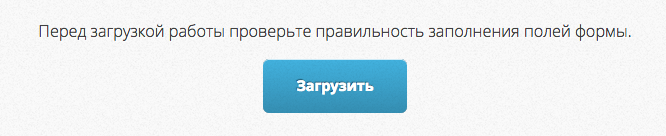 Перед загрузкой работы проверьте правильность заполнения полей формы.
Загрузить